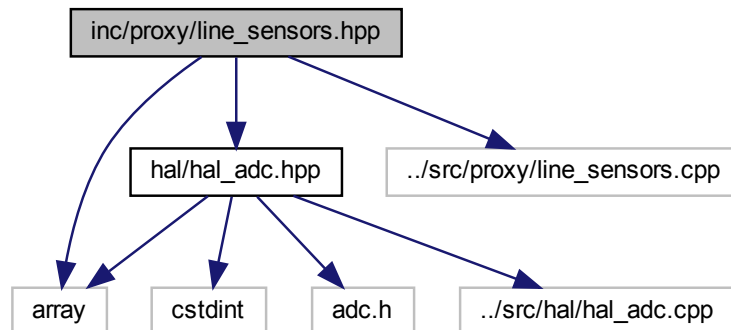 inc/proxy/line_sensors.hpp
hal/hal_adc.hpp
../src/proxy/line_sensors.cpp
array
cstdint
adc.h
../src/hal/hal_adc.cpp